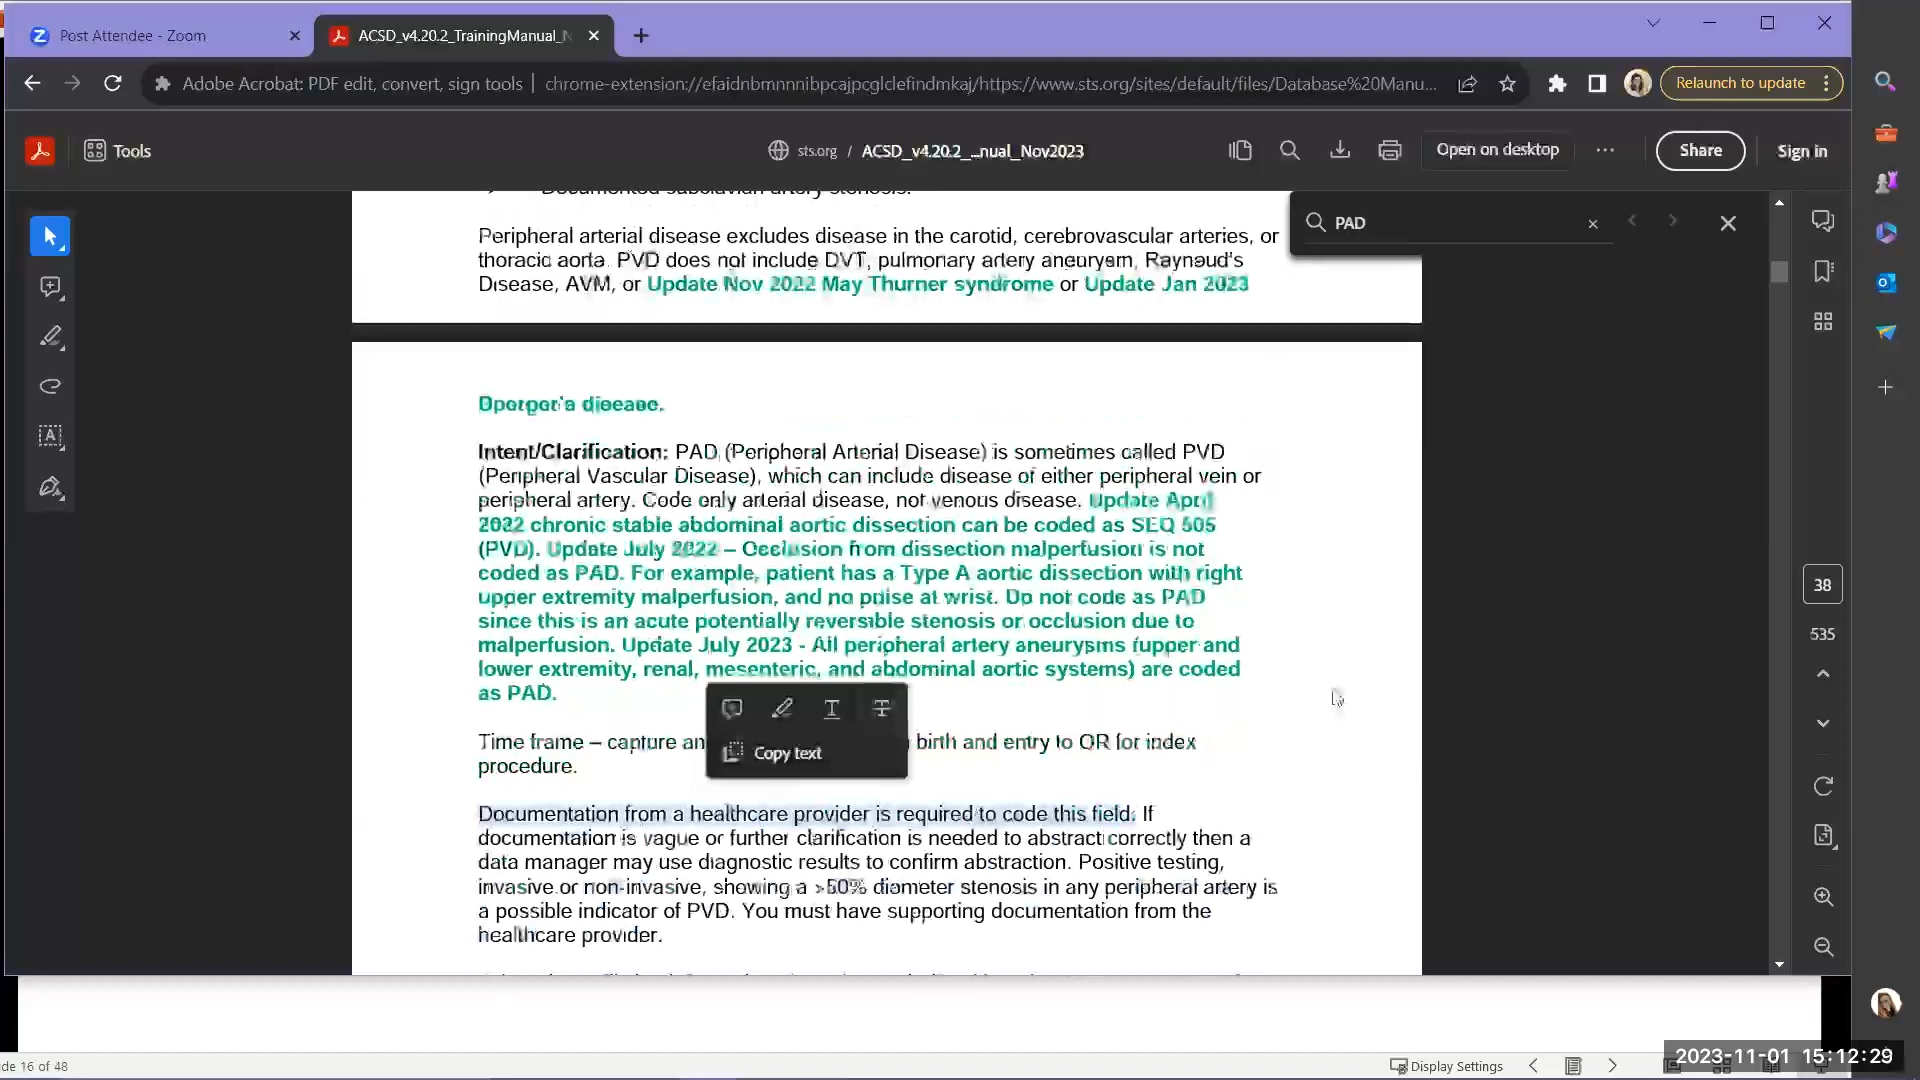 Post Attendee - Zoom
ACSD_v4.20.2_TrainingManual_N
Adobe Acrobat: PDF edit, convert, sign tools
chrome-extension://efaidnbmnnnibpcajpcglclefindmkaj/https://www.sts.org/sites/default/files/Database%20Manu...
Relaunch to update
Tools
sts.org / ACSD_v4.20.2_...nual_Nov2023
Open on desktop
Share
Sign in
PAD
Documented subclavian artery stenosis.
Peripheral arterial disease excludes disease in the carotid, cerebrovascular arteries, or
thoracic aorta. PVD does not include DVT, pulmonary artery aneurysm, Raynaud's
Disease, AVM, or Update Nov 2022 May Thurner syndrome or Update Jan 2023
disease.
Intent/Clarification: PAD (Peripheral Arterial Disease) is sometimes called PVD
(Peripheral Vascular Disease), which can include disease of either peripheral vein or
peripheral artery. Code only arterial disease, not venous disease. Update April
2022 chronic stable abdominal aortic dissection can be coded as SEQ 505
(PVD). Update July 2022 – Occlusion from dissection malperfusion is not
coded as PAD. For example, patient has a Type A aortic dissection with right
upper extremity malperfusion, and no pulse at wrist. Do not code as PAD
since this is an acute potentially reversible stenosis or occlusion due to
malperfusion. Update July 2023 - All peripheral artery aneurysms (upper and
lower extremity, renal, mesenteric, and abdominal aortic systems) are coded
as PAD.
Copy text
Time frame – capture birth and entry to OR for index
procedure.
Documentation from a healthcare provider is required to code this field. If
documentation is vague or further clarification is needed to abstract correctly then a
data manager may use diagnostic results to confirm abstraction. Positive testing,
invasive or non-invasive, showing a >50% diameter stenosis in any peripheral artery is
a possible indicator of PVD. You must have supporting documentation from the
healthcare provider.
38
535
de 16 of 48
Display Settings
2023-11-01 15:12:29